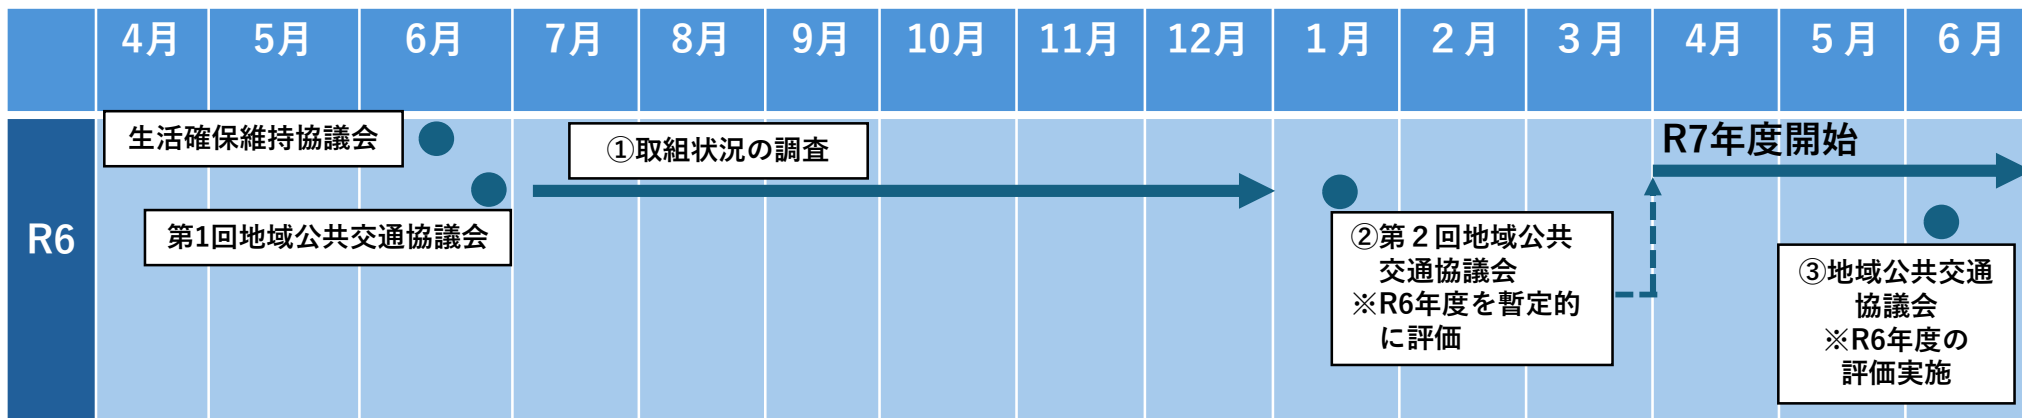 4月 5月 6月 7月 8月 9月 10月 11月 12月 1月 2月 3月 4月 5月 6月
R6
生活確保維持協議会
第1回地域公共交通協議会
①取組状況の調査
②第２回地域公共
交通協議会
※R6年度を暫定的
に評価
R7年度開始
③地域公共交通
協議会
※R6年度の
評価実施